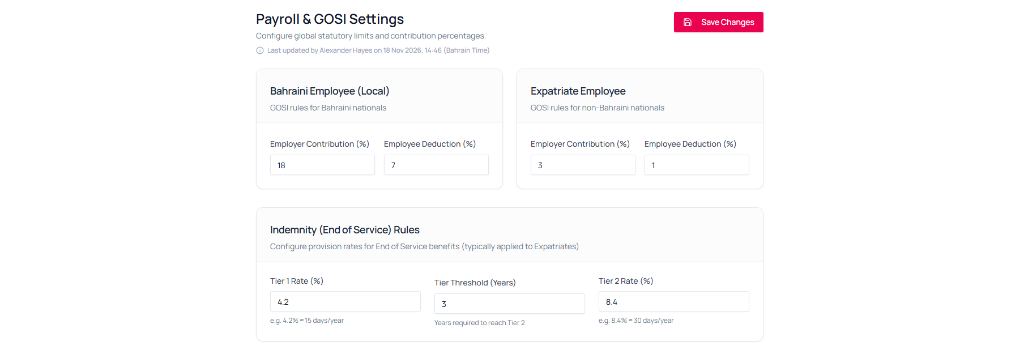 Payroll & GOSI Settings
Save Changes
Configure global statutory limits and contribution percentages.
Last updated by Alexander Hayes on 18 Nov 2026, 14:46 (Bahrain Time)
Bahraini Employee (Local)
GOSI rules for Bahraini nationals
Employer Contribution (%)
Employee Deduction (%)
18
7
Expatriate Employee
GOSI rules for non-Bahraini nationals
Employer Contribution (%)
Employee Deduction (%)
3
1
Indemnity (End of Service) Rules
Configure provision rates for End of Service benefits (typically applied to Expatriates)
Tier 1 Rate (%)
4.2
e.g. 4.2% = 15 days/year
Tier Threshold (Years)
3
Years required to reach Tier 2
Tier 2 Rate (%)
8.4
e.g. 8.4% = 30 days/year